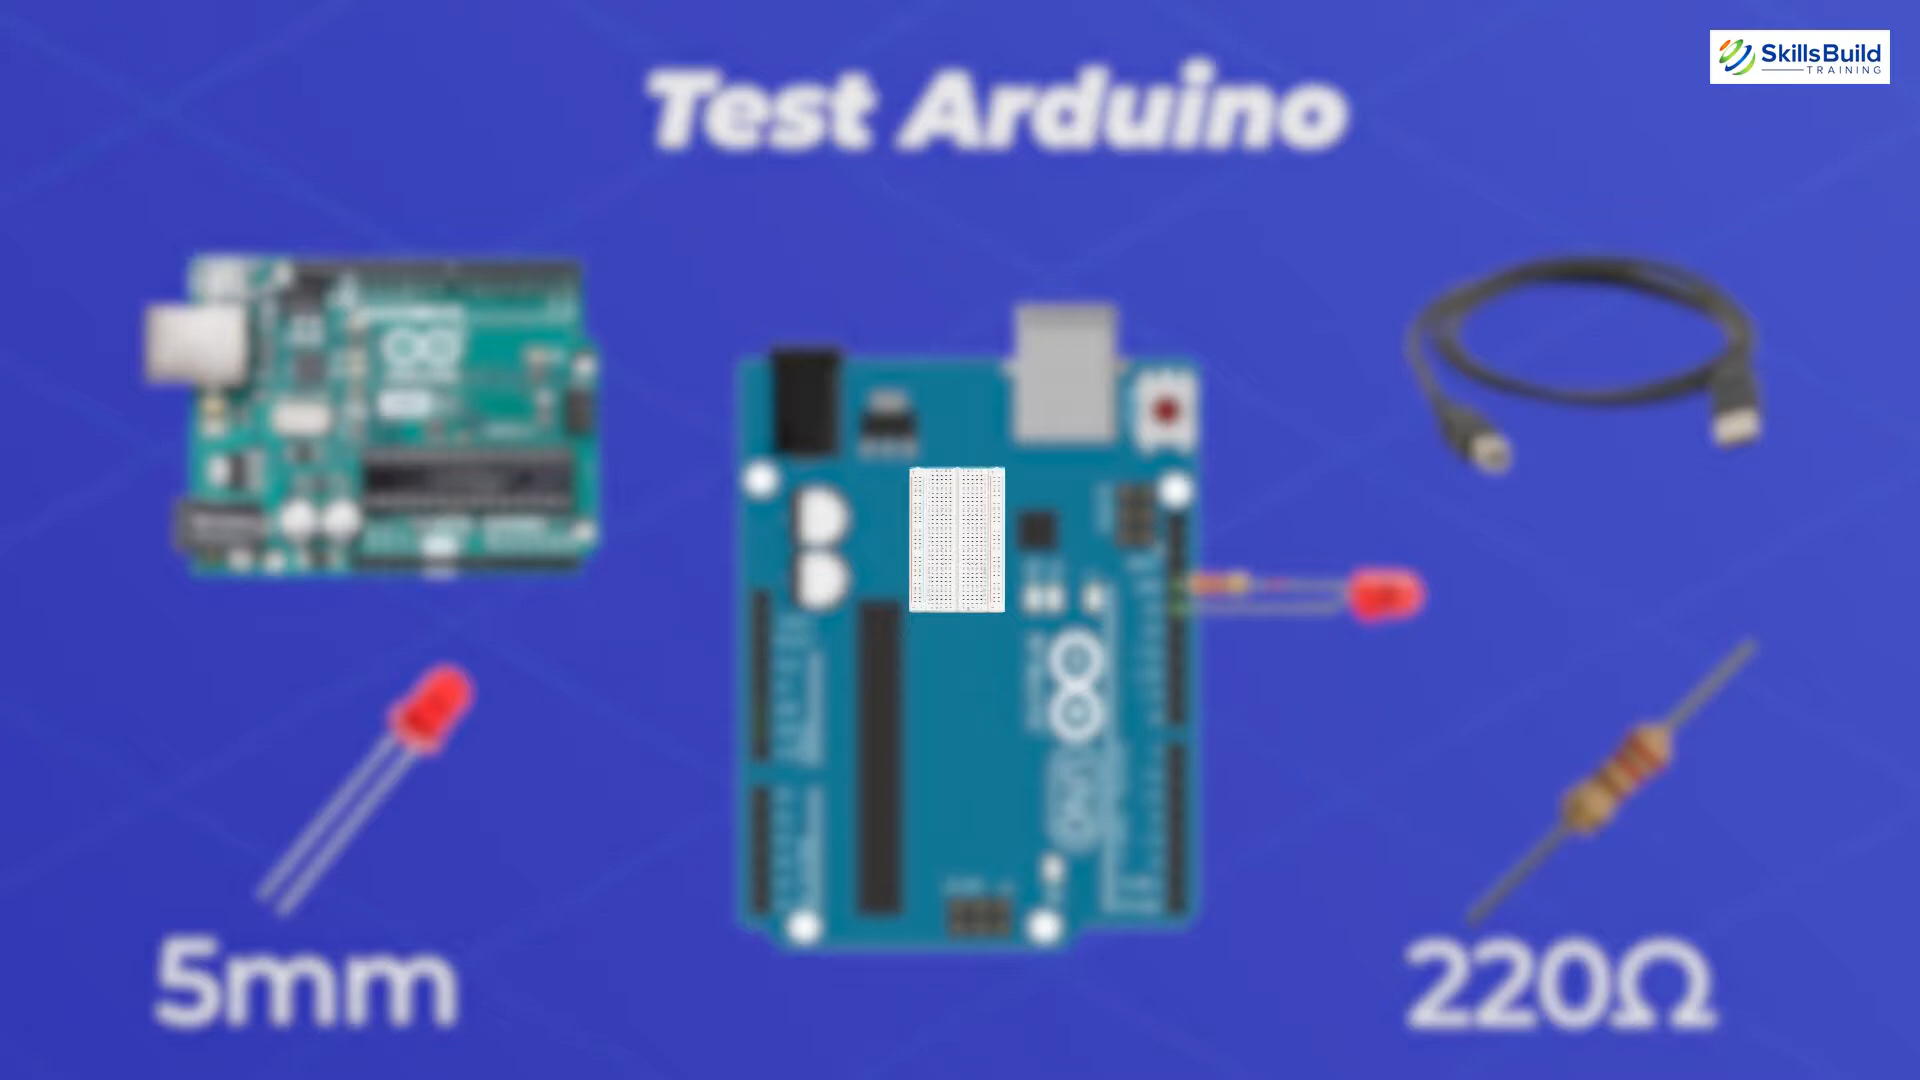 SkillsBuild
TRAINING
Test Arduino
5mm
220Ω